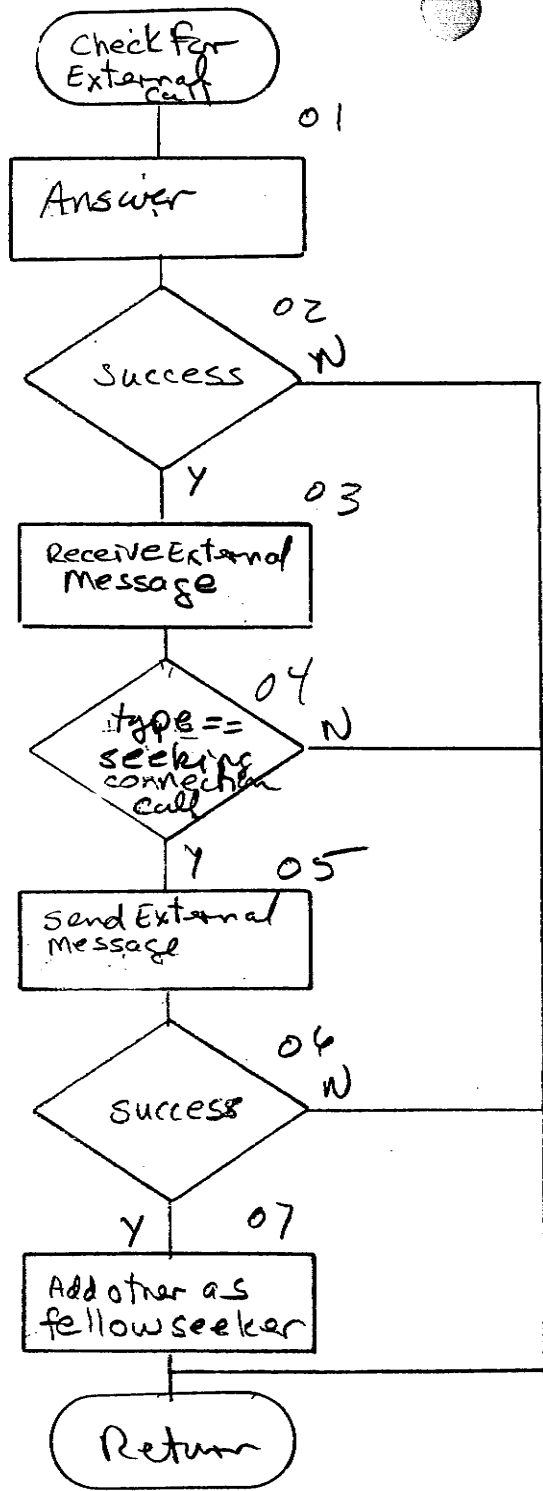 Check for
External
Call
01
Answer
02
Success
N
Y
03
Receive External
Message
04
type ==
seeking
connection
call
N
Y
05
Send External
Message
06
N
success
Y
07
Add other as
fellow seeker
Return